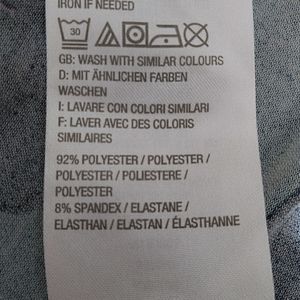 IRON IF NEEDED
30
GB: WASH WITH SIMILAR COLOURS
D: MIT ÄHNLICHEN FARBEN
WASCHEN
I: LAVARE CON COLORI SIMILARI
F: LAVER AVEC DES COLORIS
SIMILAIRES
92% POLYESTER / POLYESTER /
POLYESTER / POLIESTERE /
POLYESTER
8% SPANDEX / ELASTANE /
ELASTHAN / ELASTAN / ÉLASTHANNE